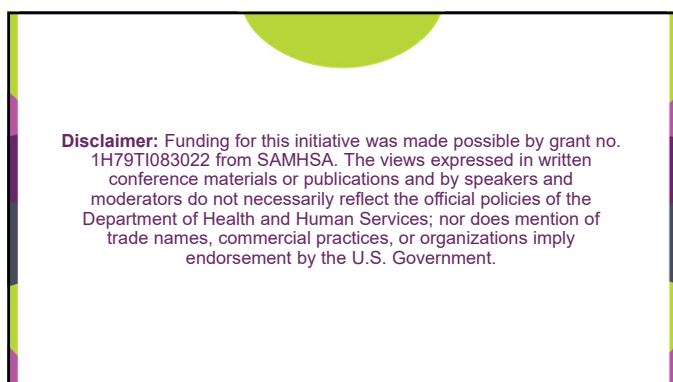 Disclaimer: Funding for this initiative was made possible by grant no.
1H79TI083022 from SAMHSA. The views expressed in written
conference materials or publications and by speakers and
moderators do not necessarily reflect the official policies of the
Department of Health and Human Services; nor does mention of
trade names, commercial practices, or organizations imply
endorsement by the U.S. Government.